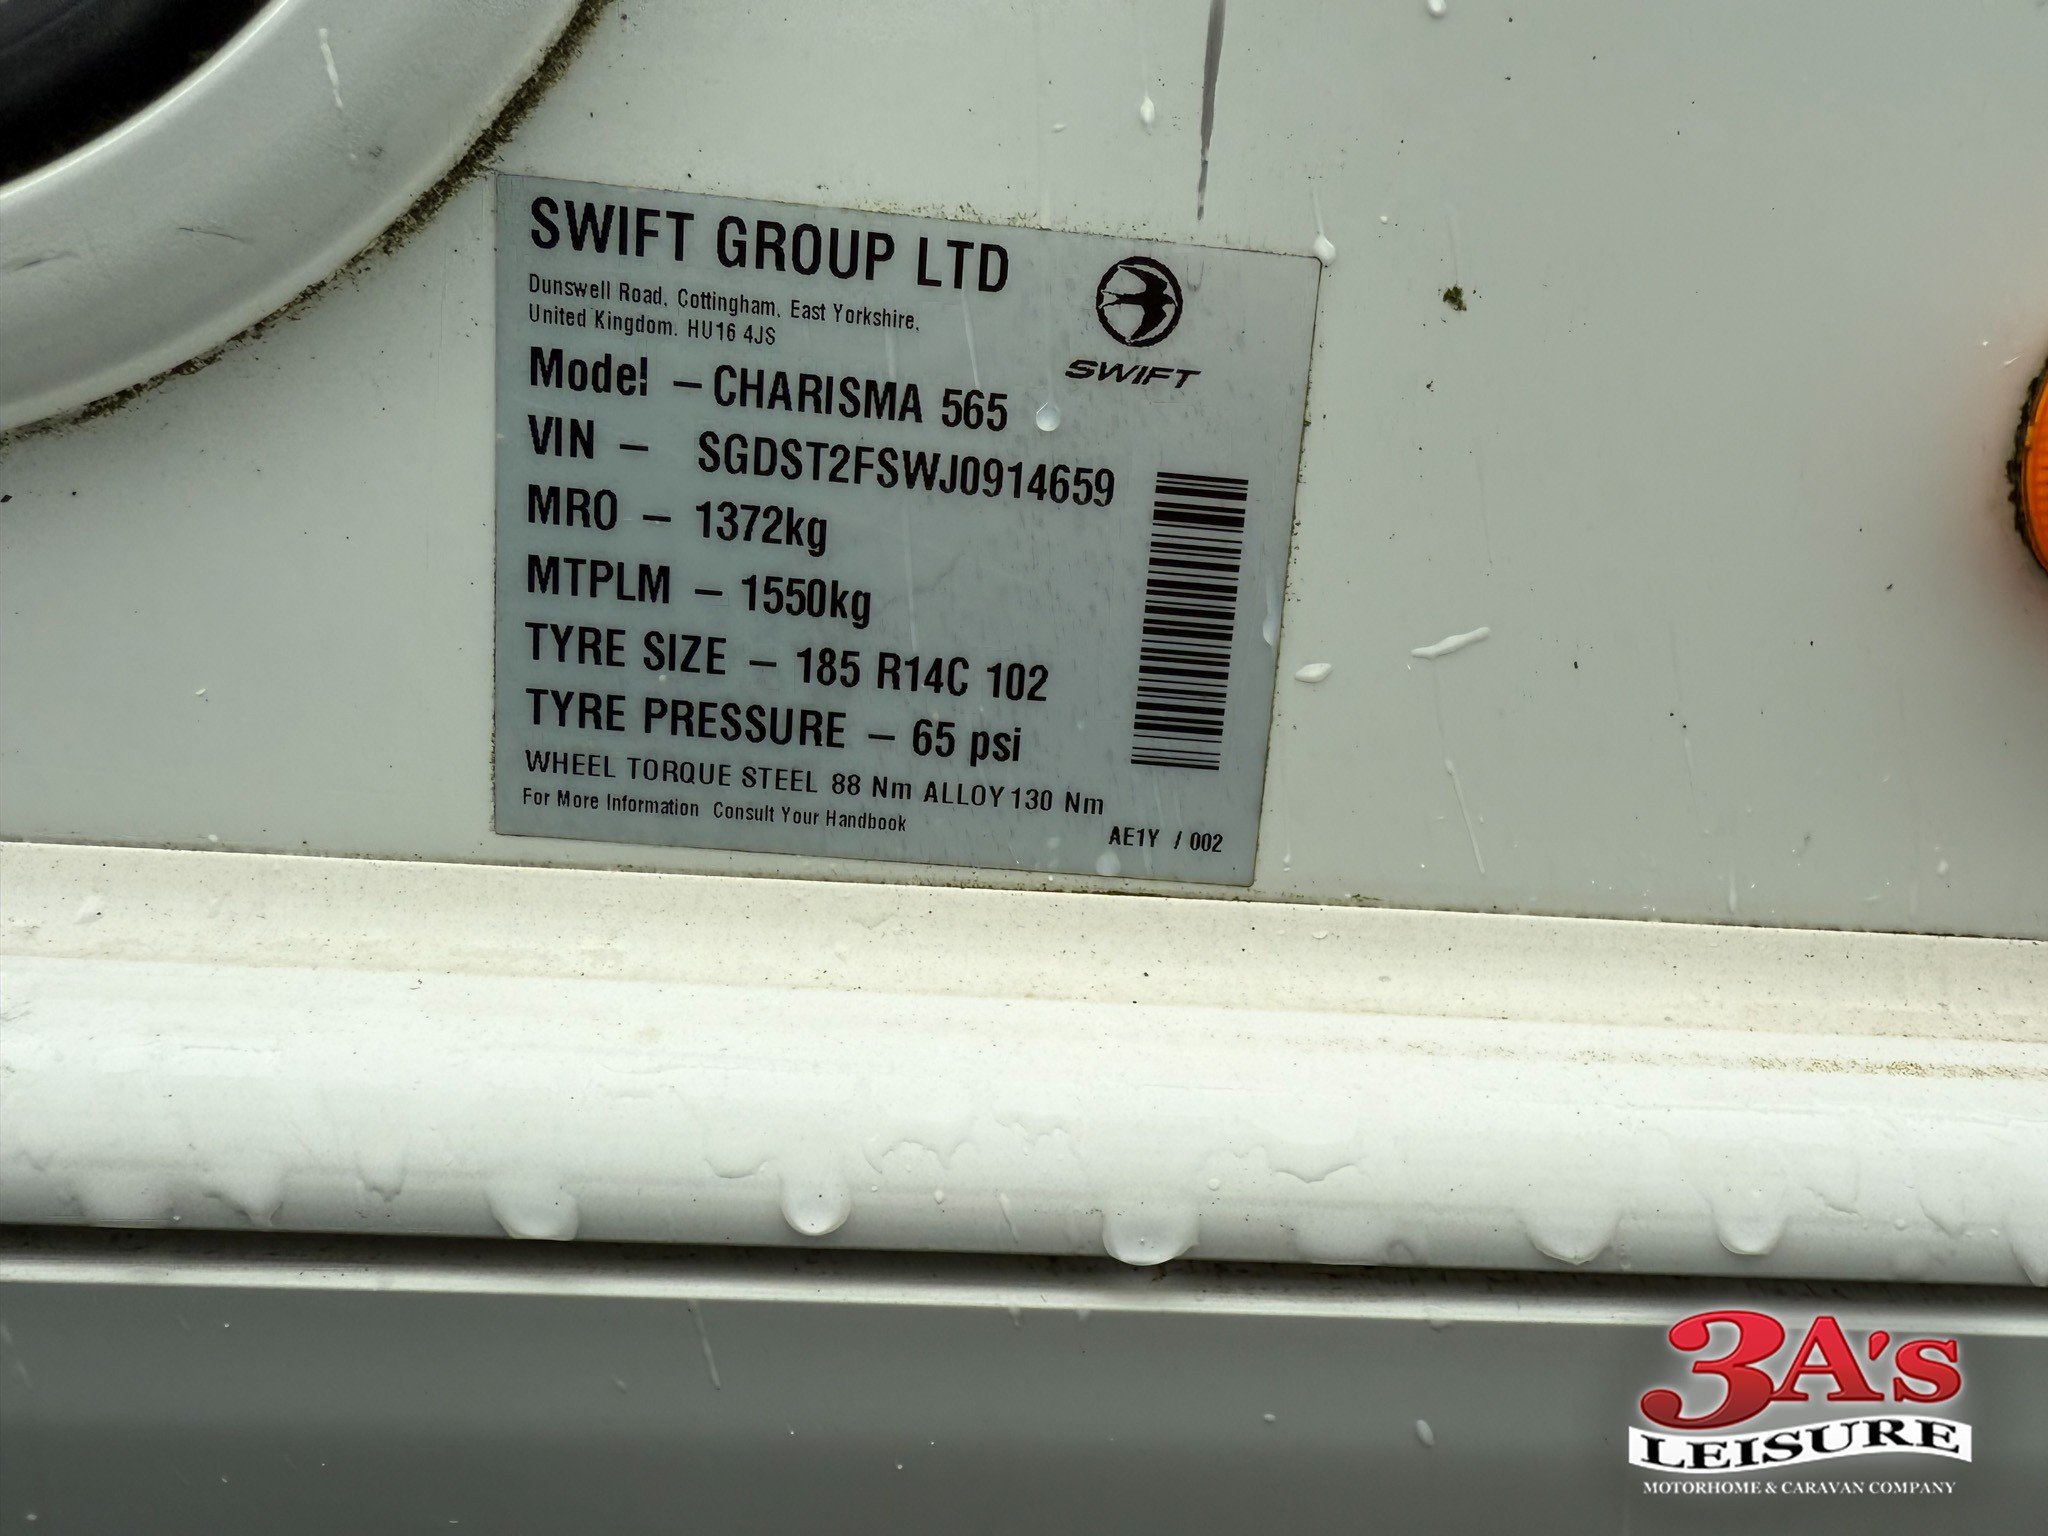 SWIFT GROUP LTD
Dunswell Road, Cottingham, East Yorkshire,
United Kingdom. HU16 4JS
SWIFT
Model – CHARISMA 565
VIN – SGDST2FSWJ0914659
MRO – 1372kg
MTPLM – 1550kg
TYRE SIZE – 185 R14C 102
TYRE PRESSURE – 65 psi
WHEEL TORQUE STEEL 88 Nm ALLOY 130 Nm
For More Information Consult Your Handbook
AE1Y / 002
3A's
LEISURE
MOTORHOME & CARAVAN COMPANY